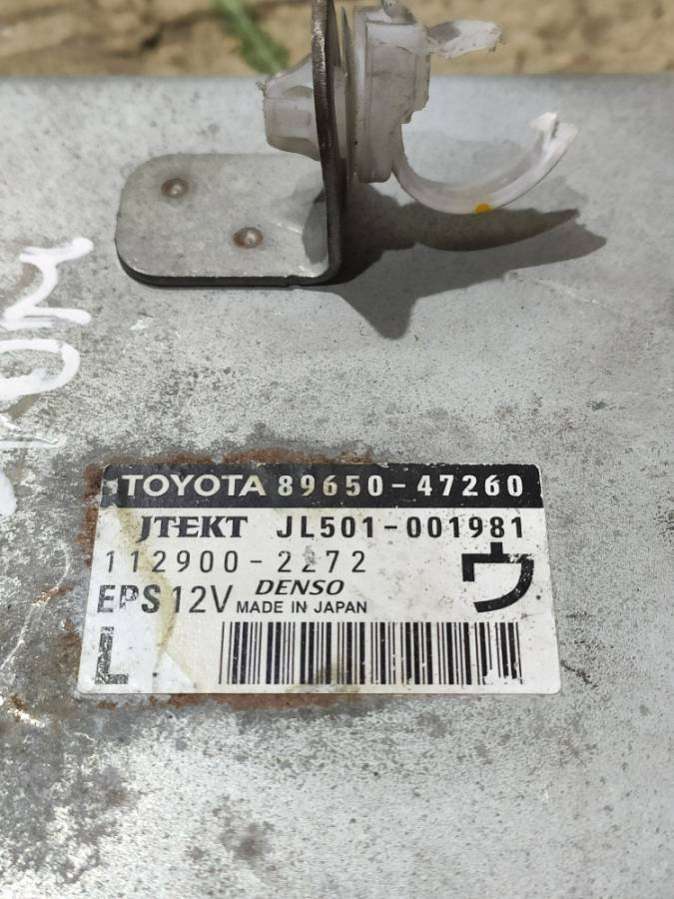 TOYOTA 89650-47260
JTEKT JL501-001981
112900-2272
ウ
EPS 12V DENSO
MADE IN JAPAN
L